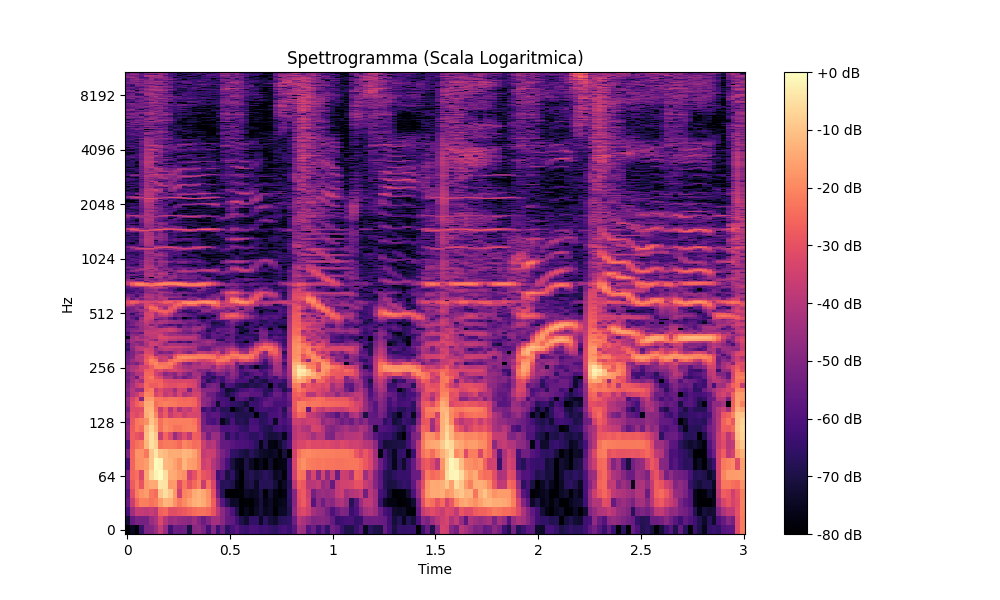 Spettrogramma (Scala Logaritmica)
Hz
8192
4096
2048
1024
512
256
128
64
0
0
0.5
1
1.5
2
2.5
3
Time
+0 dB
-10 dB
-20 dB
-30 dB
-40 dB
-50 dB
-60 dB
-70 dB
-80 dB